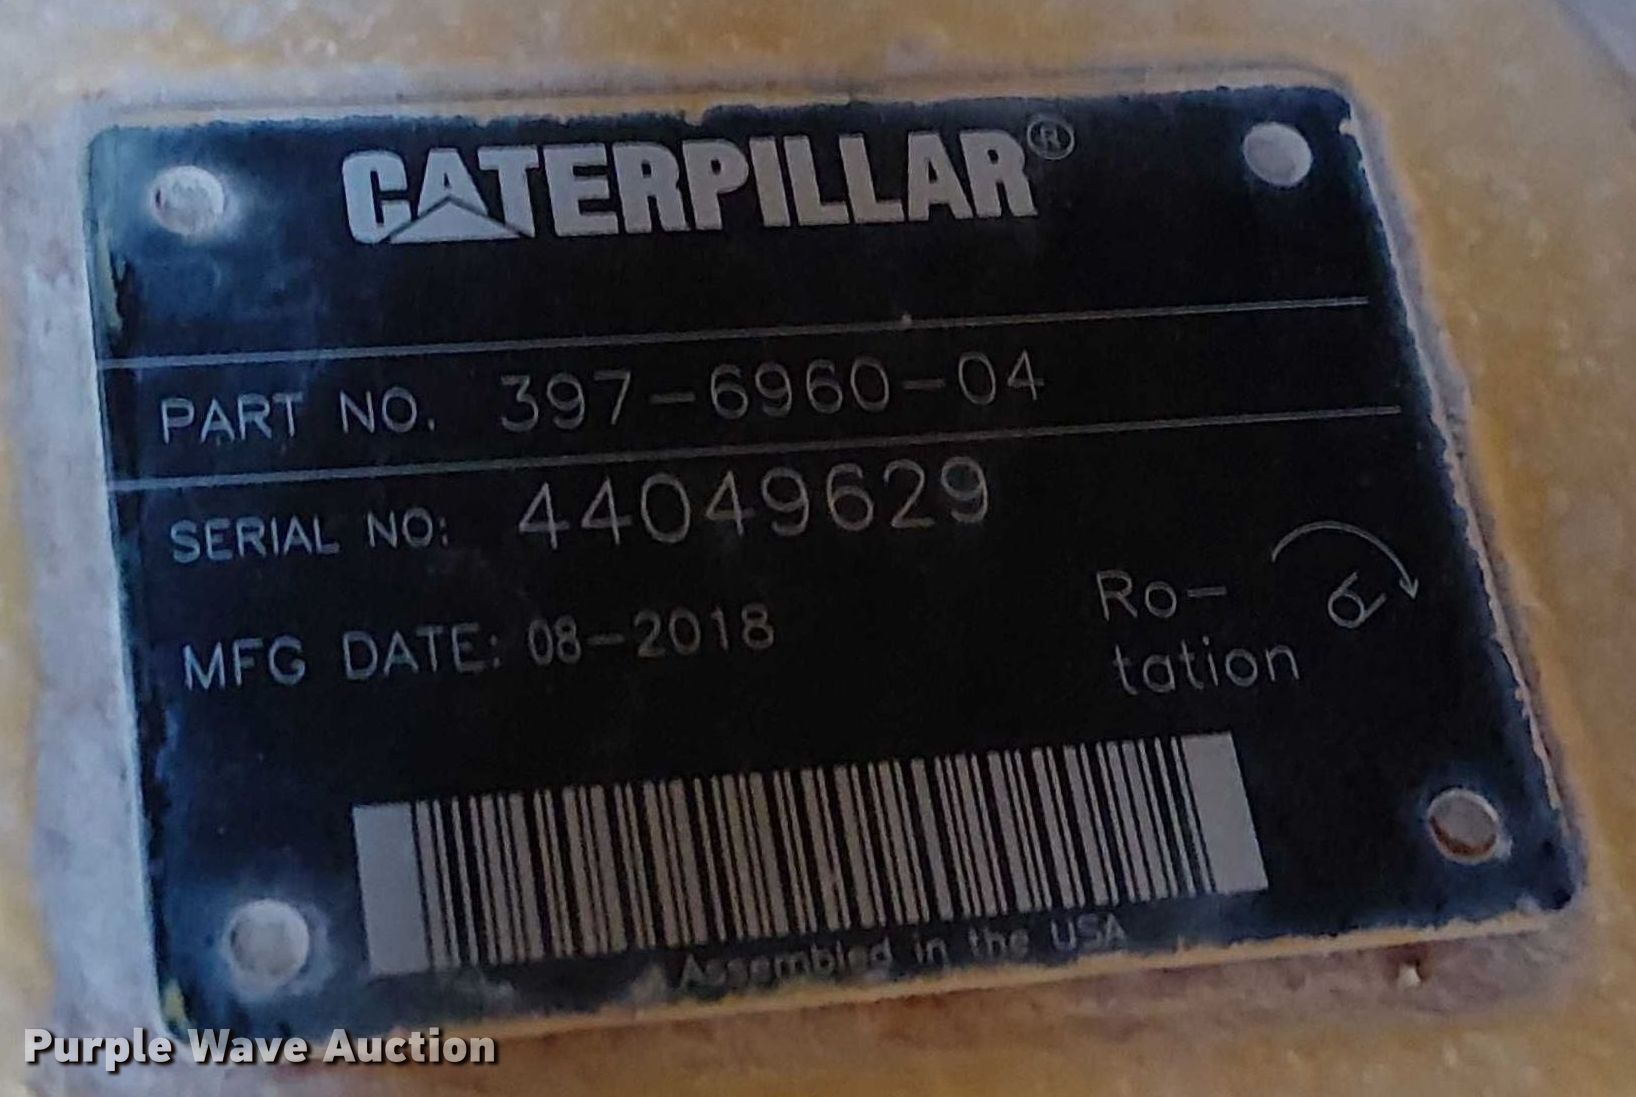 CATERPILLAR®
PART NO. 397-6960-04
SERIAL NO: 44049629
MFG DATE: 08-2018
Ro-
tation
R
Assembled in the USA
Purple Wave Auction